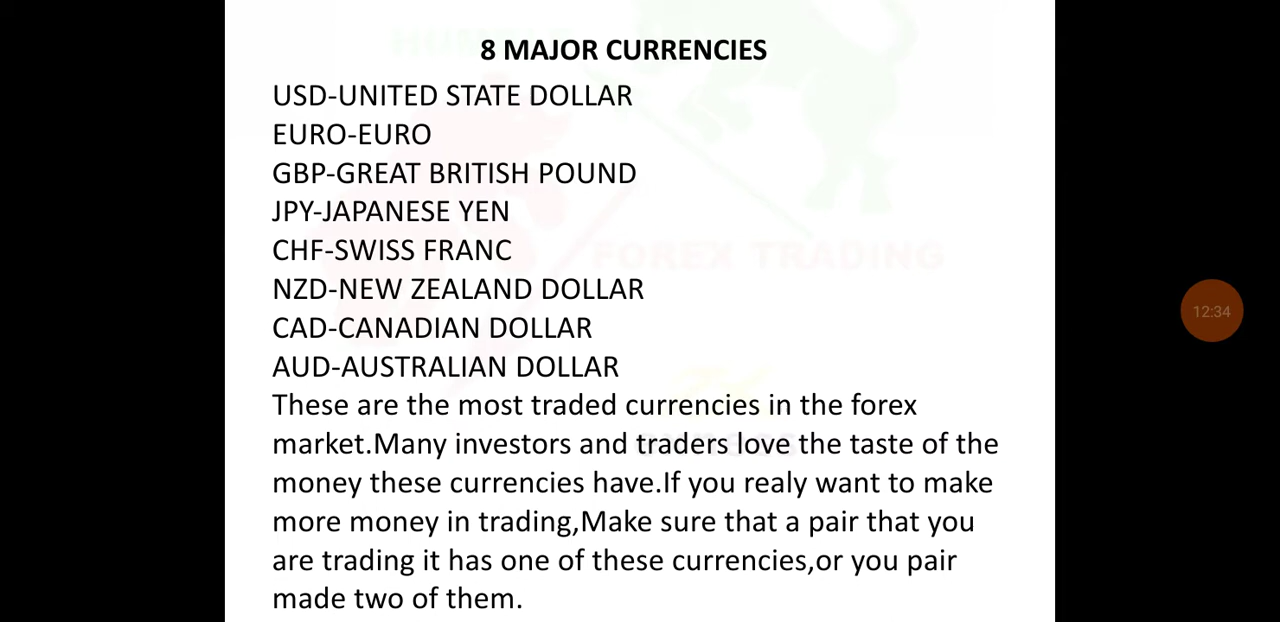 8 MAJOR CURRENCIES
USD-UNITED STATE DOLLAR
EURO-EURO
GBP-GREAT BRITISH POUND
JPY-JAPANESE YEN
CHF-SWISS FRANC
FOREX TRADING
NZD-NEW ZEALAND DOLLAR
CAD-CANADIAN DOLLAR
AUD-AUSTRALIAN DOLLAR
These are the most traded currencies in the forex
market.Many investors and traders love the taste of the
money these currencies have.If you realy want to make
more money in trading,Make sure that a pair that you
are trading it has one of these currencies,or you pair
made two of them.
12:34